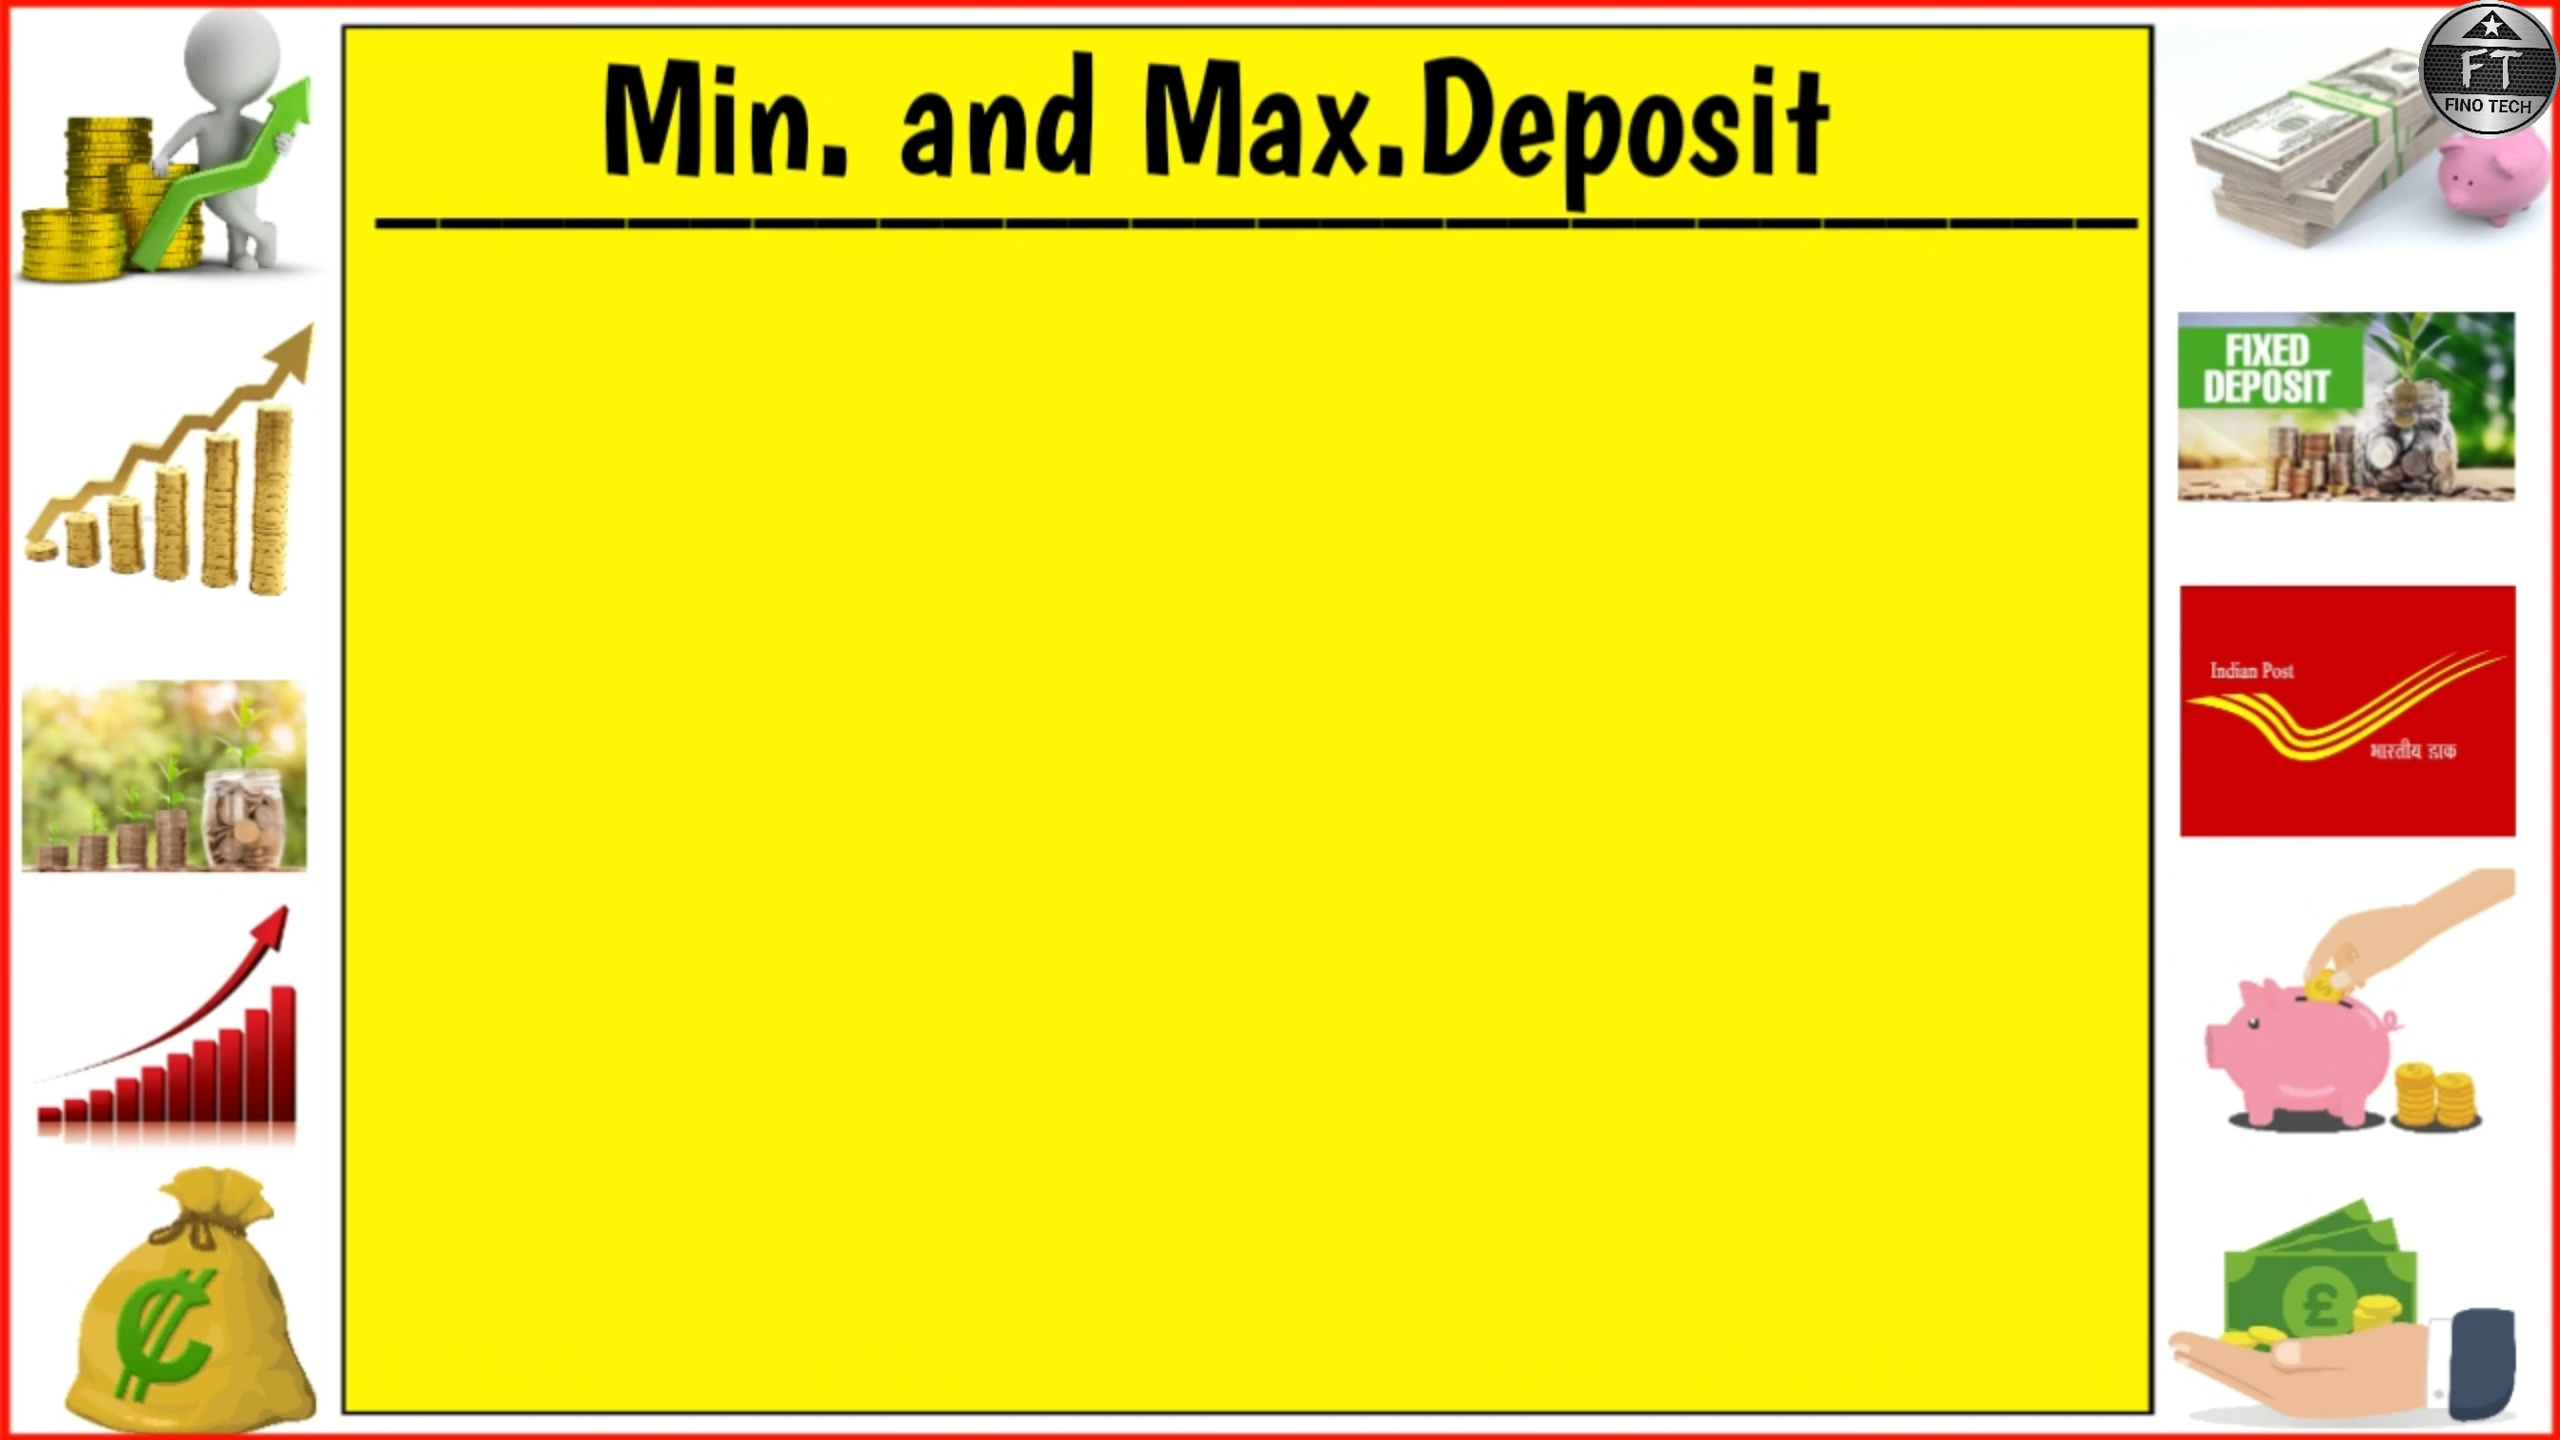 Min. and Max.Deposit
FT
FINO TECH
FIXED
DEPOSIT
Indian Post
भारतीय डाक